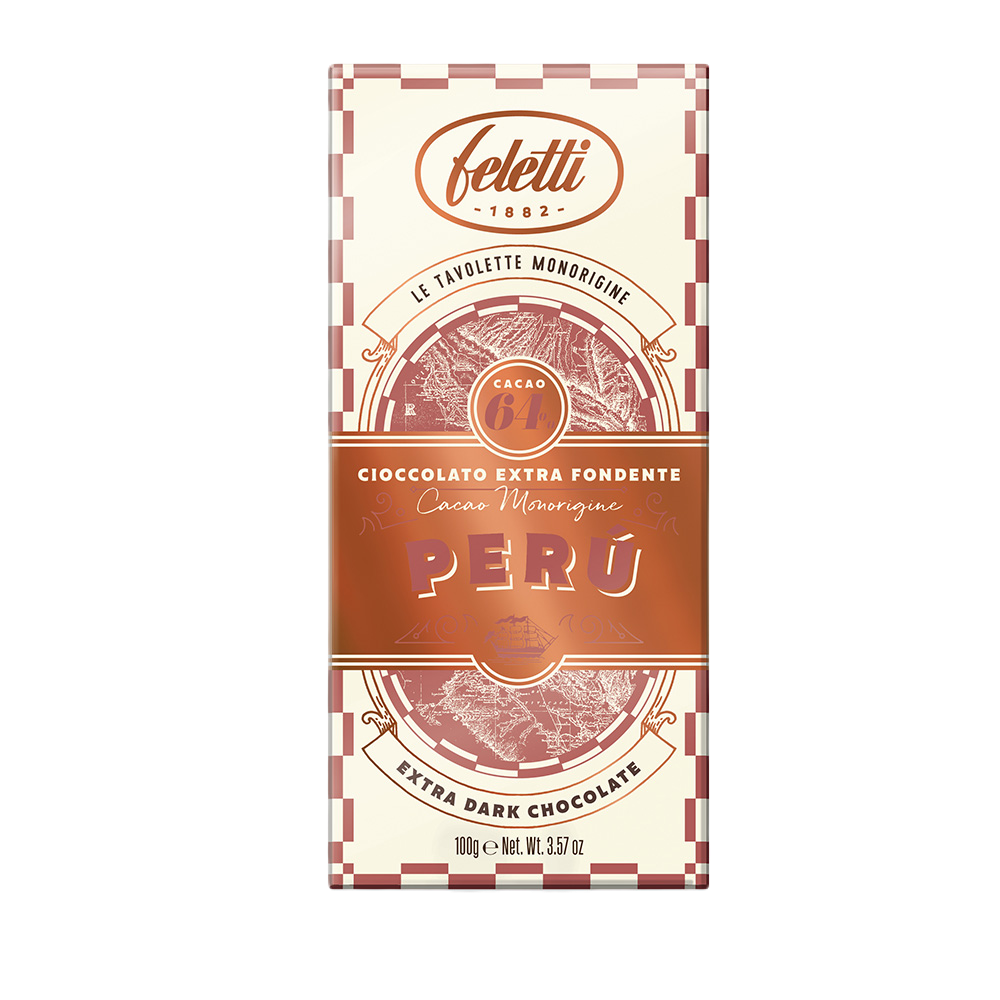 feletti
-1882-
LE TAVOLETTE MONORIGINE
R
CACAO
64%
CIOCCOLATO EXTRA FONDENTE
Cacao Monorigine
PERÚ
EXTRA DARK CHOCOLATE
100g ℮ Net. Wt. 3.57 oz